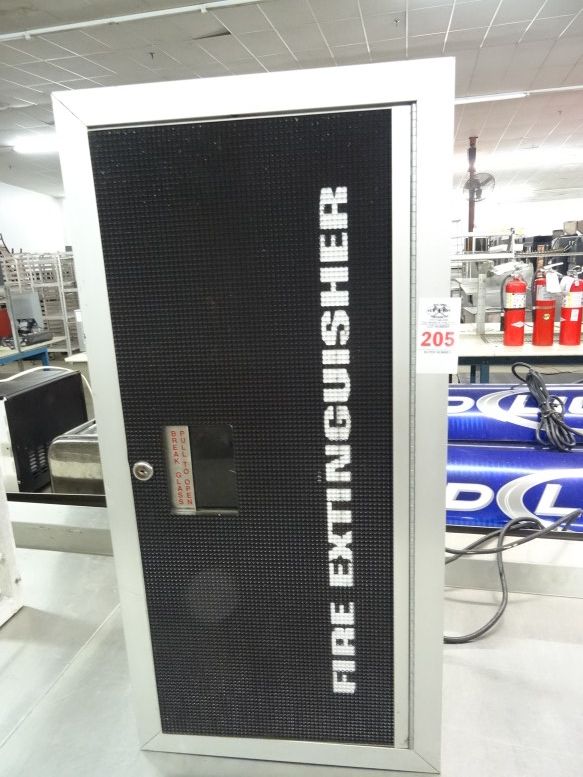 FIRE EXTINGUISHER
PULL TO OPEN
BREAK GLASS
205
D L
D L